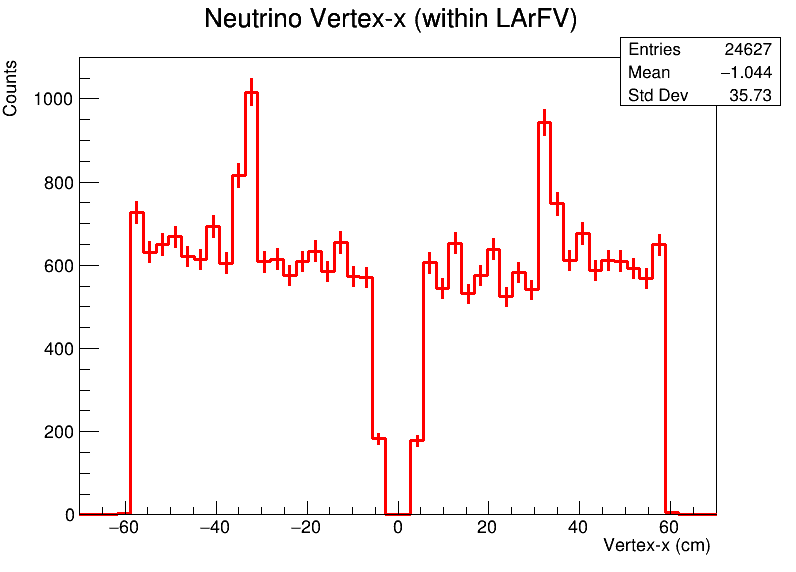 Neutrino Vertex-x (within LArFV)
Entries 24627
Mean −1.044
Std Dev 35.73
Counts
1000
800
600
400
200
0
−60 −40 −20 0 20 40 60
Vertex-x (cm)